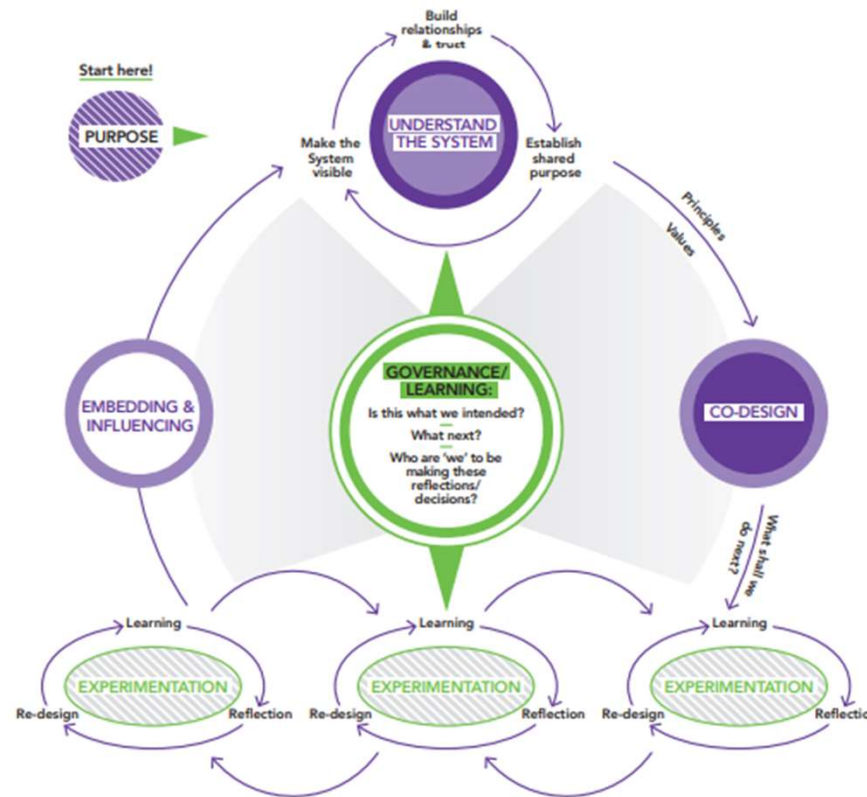 Start here!
PURPOSE
Build
relationships
& trust
UNDERSTAND
THE SYSTEM
Make the
System
visible
Establish
shared
purpose
Principles
Values
EMBEDDING &
INFLUENCING
GOVERNANCE/
LEARNING:
Is this what we intended?
What next?
Who are ‘we’ to be
making these
reflections/
decisions?
CO-DESIGN
What shall we
do next?
Learning
EXPERIMENTATION
Re-design
Reflection
Learning
EXPERIMENTATION
Re-design
Reflection
Learning
EXPERIMENTATION
Re-design
Reflectio